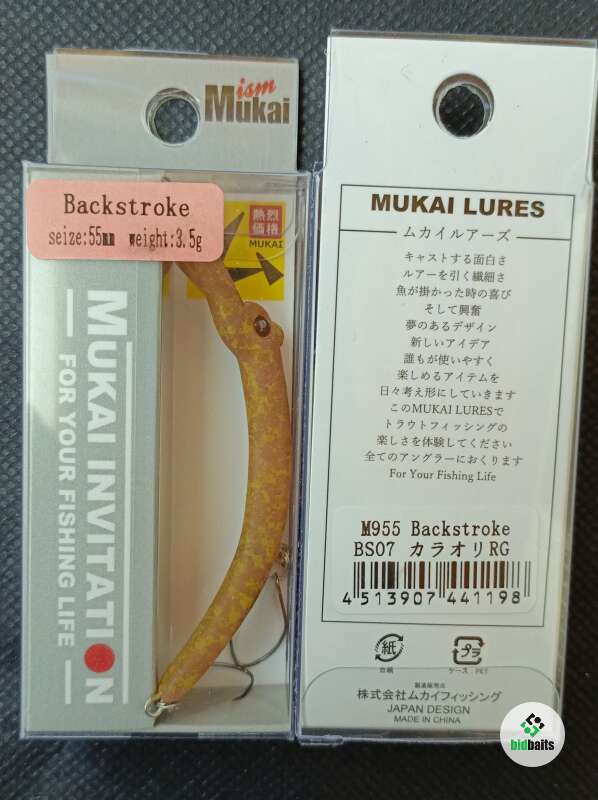 ism
Mukai
Backstroke
seize:55mm weight:3.5g
熱烈
価格
MUKAI
MUKAI INVITATION
FOR YOUR FISHING LIFE
MUKAI LURES
ムカイルアーズ
キャストする面白さ
ルアーを引く繊細さ
魚が掛かった時の喜び
そして興奮
夢のあるデザイン
新しいアイデア
誰もが使いやすく
楽しめるアイテムを
日々考え形にしていきます
このMUKAI LURESで
トラウトフィッシングの
楽しさを体験してください
全てのアングラーにおくります
For Your Fishing Life
M955 Backstroke
BS07 カラオリRG
4 513907 441198
紙
台紙
プラ
ケース:PET
製造販売元
株式会社ムカイフィッシング
JAPAN DESIGN
MADE IN CHINA
bidbaits